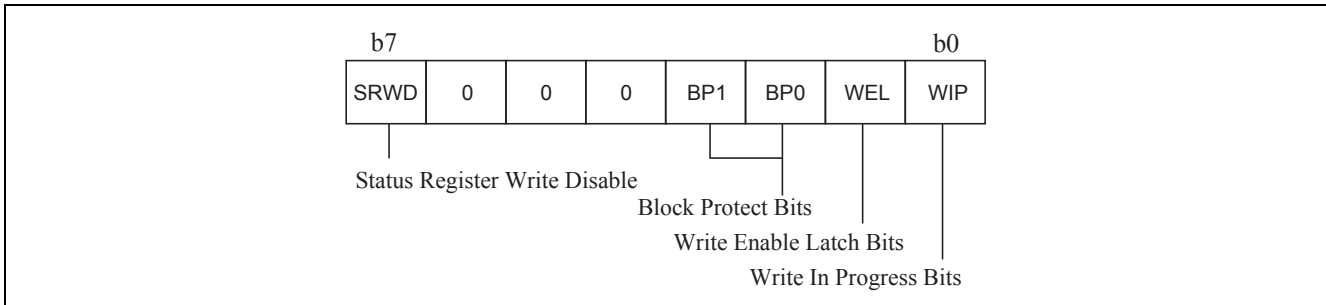 b7 b0
SRWD 0 0 0 BP1 BP0 WEL WIP
Status Register Write Disable
Block Protect Bits
Write Enable Latch Bits
Write In Progress Bits